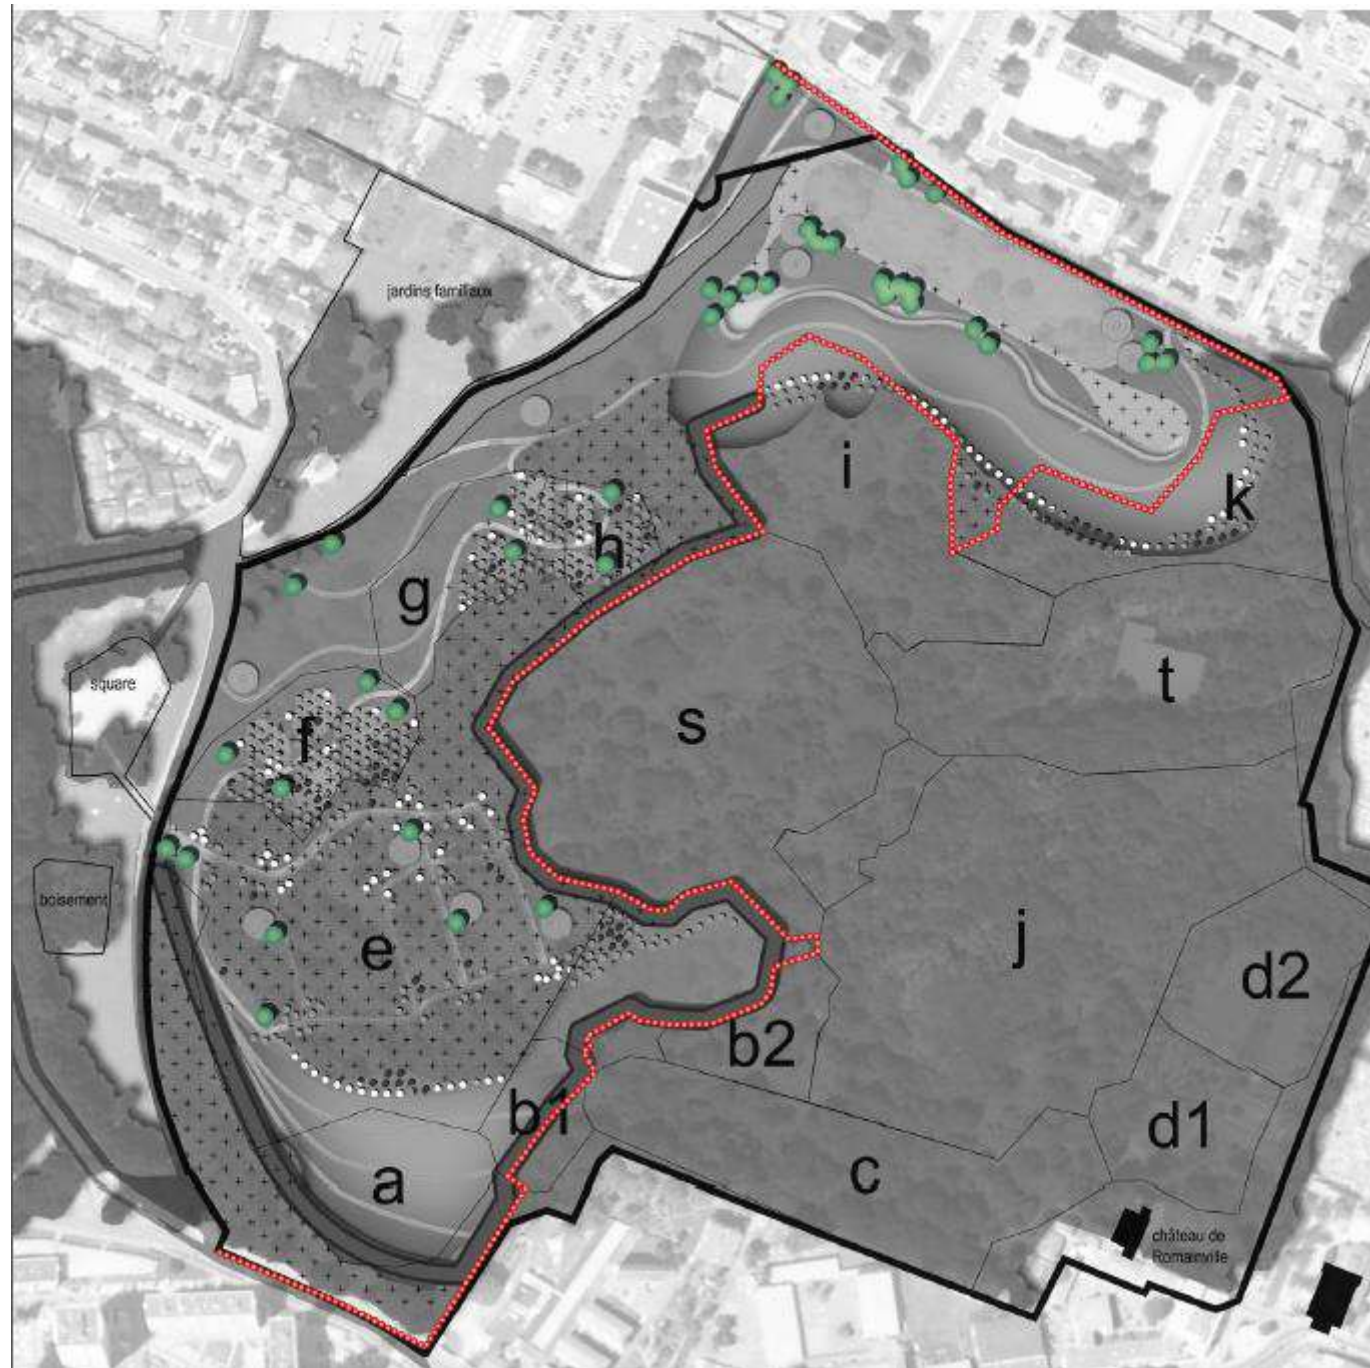 jardins familiaux
i
k
h
g
square
t
f
s
boisement
e
j
d2
b2
b1
d1
a
c
château de
Romainville